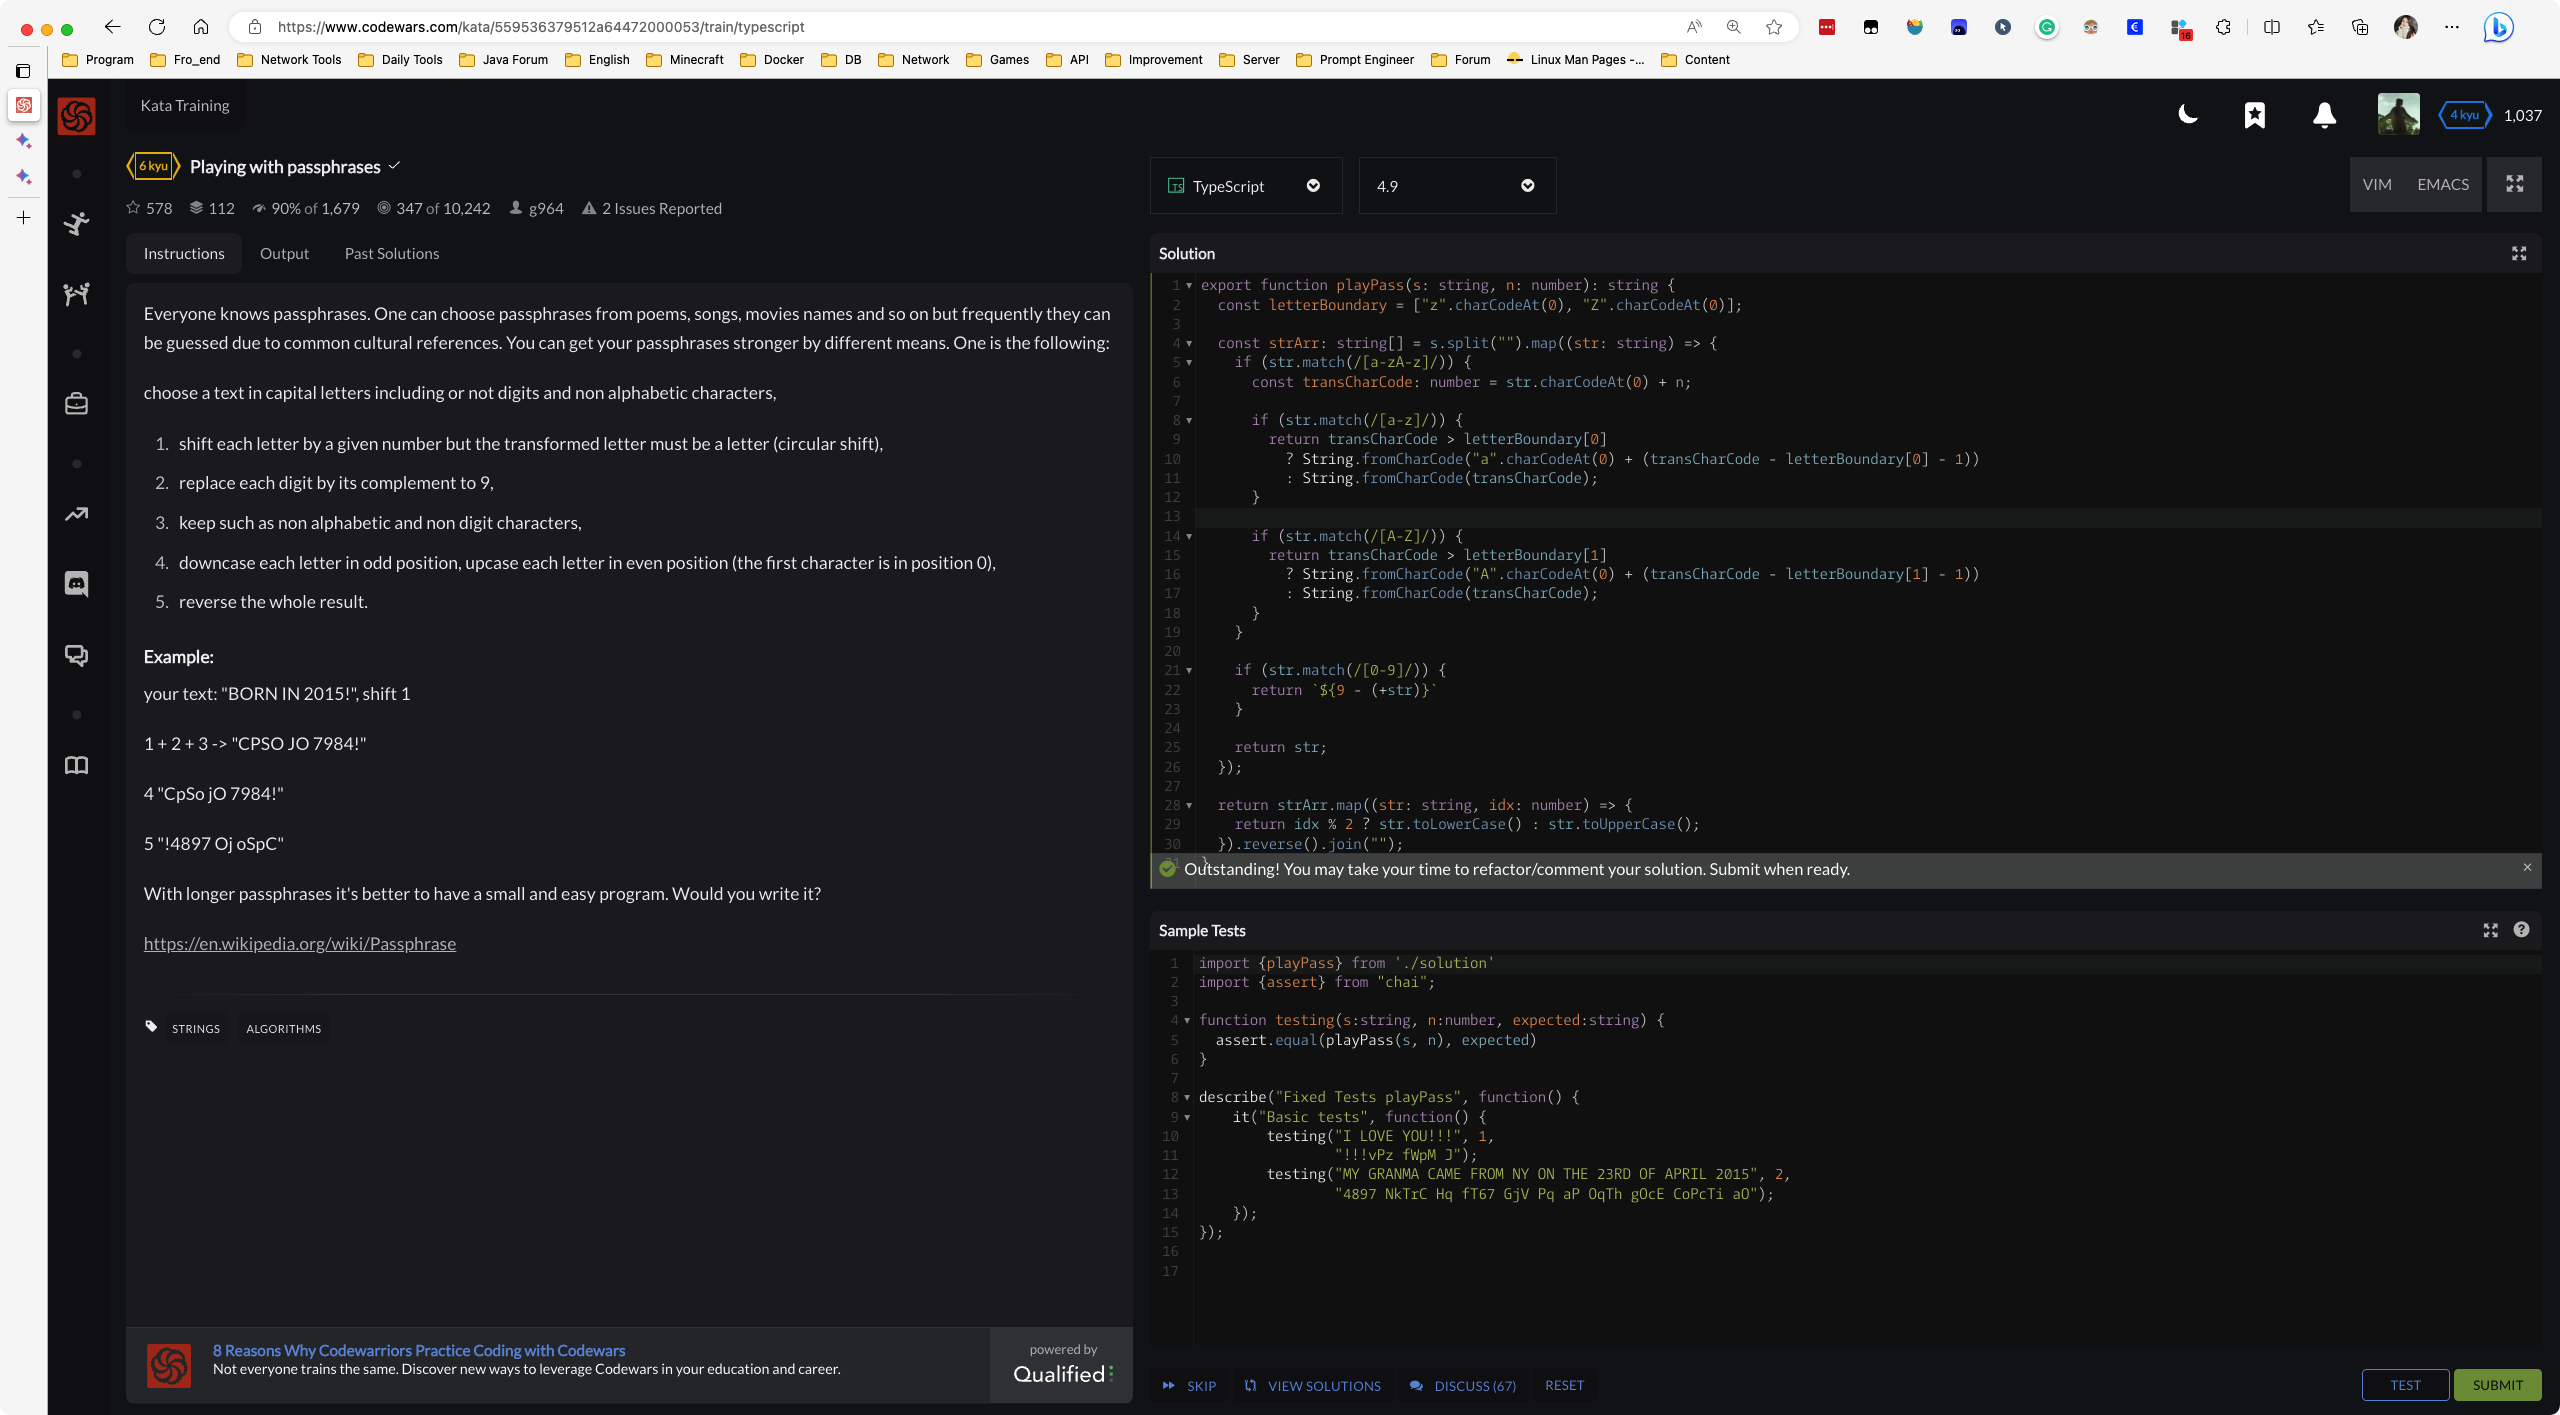 https://www.codewars.com/kata/559536379512a64472000053/train/typescript
16
Program Fro_end Network Tools Daily Tools Java Forum English Minecraft Docker DB Network Games API Improvement Server Prompt Engineer Forum Linux Man Pages -... Content
Kata Training
4 kyu 1,037
6 kyu Playing with passphrases
578 112 90% of 1,679 347 of 10,242 g964 2 Issues Reported
Instructions Output Past Solutions
Everyone knows passphrases. One can choose passphrases from poems, songs, movies names and so on but frequently they can
be guessed due to common cultural references. You can get your passphrases stronger by different means. One is the following:
choose a text in capital letters including or not digits and non alphabetic characters,
1. shift each letter by a given number but the transformed letter must be a letter (circular shift),
2. replace each digit by its complement to 9,
3. keep such as non alphabetic and non digit characters,
4. downcase each letter in odd position, upcase each letter in even position (the first character is in position 0),
5. reverse the whole result.
Example:
your text: "BORN IN 2015!", shift 1
1 + 2 + 3 -> "CPSO JO 7984!"
4 "CpSo jO 7984!"
5 "!4897 Oj oSpC"
With longer passphrases it's better to have a small and easy program. Would you write it?
https://en.wikipedia.org/wiki/Passphrase
STRINGS ALGORITHMS
8 Reasons Why Codewarriors Practice Coding with Codewars
Not everyone trains the same. Discover new ways to leverage Codewars in your education and career.
powered by
Qualified
TS TypeScript 4.9 VIM EMACS
Solution
1 export function playPass(s: string, n: number): string {
2 const letterBoundary = ["z".charCodeAt(0), "Z".charCodeAt(0)];
3
4 const strArr: string[] = s.split("").map((str: string) => {
5 if (str.match(/[a-zA-z]/)) {
6 const transCharCode: number = str.charCodeAt(0) + n;
7
8 if (str.match(/[a-z]/)) {
9 return transCharCode > letterBoundary[0]
10 ? String.fromCharCode("a".charCodeAt(0) + (transCharCode - letterBoundary[0] - 1))
11 : String.fromCharCode(transCharCode);
12 }
13
14 if (str.match(/[A-Z]/)) {
15 return transCharCode > letterBoundary[1]
16 ? String.fromCharCode("A".charCodeAt(0) + (transCharCode - letterBoundary[1] - 1))
17 : String.fromCharCode(transCharCode);
18 }
19 }
20
21 if (str.match(/[0-9]/)) {
22 return `${9 - (+str)}`
23 }
24
25 return str;
26 });
27
28 return strArr.map((str: string, idx: number) => {
29 return idx % 2 ? str.toLowerCase() : str.toUpperCase();
30 }).reverse().join("");
31 }
Outstanding! You may take your time to refactor/comment your solution. Submit when ready.
Sample Tests
1 import {playPass} from './solution'
2 import {assert} from "chai";
3
4 function testing(s:string, n:number, expected:string) {
5 assert.equal(playPass(s, n), expected)
6 }
7
8 describe("Fixed Tests playPass", function() {
9 it("Basic tests", function() {
10 testing("I LOVE YOU!!!", 1,
11 "!!!vPz fWpM J");
12 testing("MY GRANMA CAME FROM NY ON THE 23RD OF APRIL 2015", 2,
13 "4897 NkTrC Hq fT67 GjV Pq aP OqTh gOcE CoPcTi aO");
14 });
15 });
16
17
SKIP VIEW SOLUTIONS DISCUSS (67) RESET TEST SUBMIT